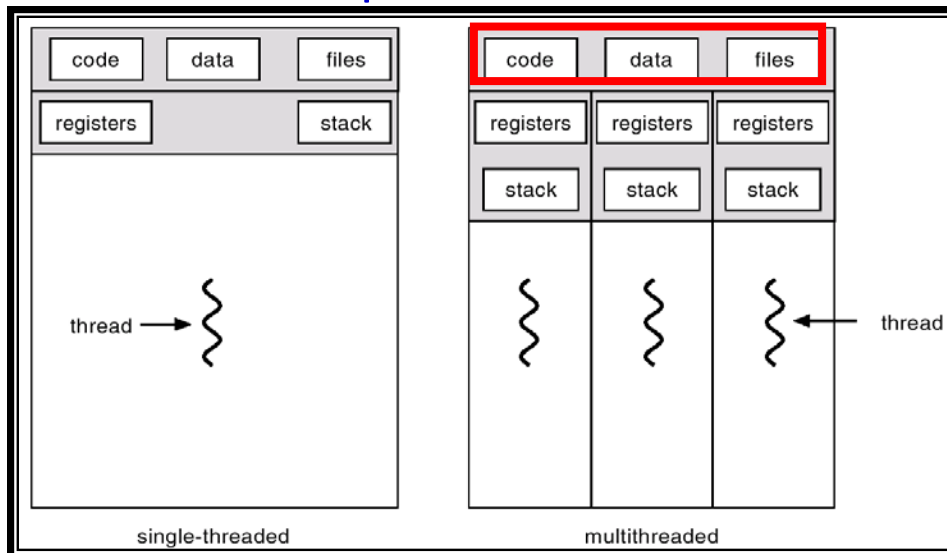 code data files
registers stack
thread
single-threaded
code data files
registers registers registers
stack stack stack
thread
multithreaded